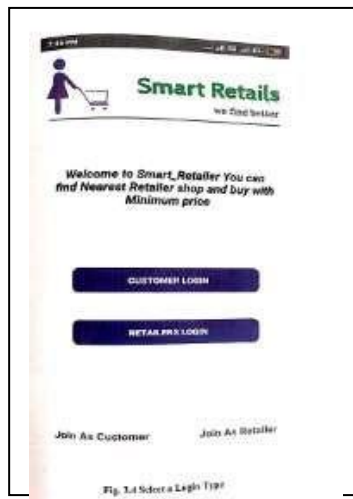 Smart Retails
we find better
Welcome to Smart_Retailer You can
find Nearest Retailer shop and buy with
Minimum price
CUSTOMER LOGIN
LOGIN
Join As Customer
Join As Retailer
Fig. 3.4 Select a Login Type